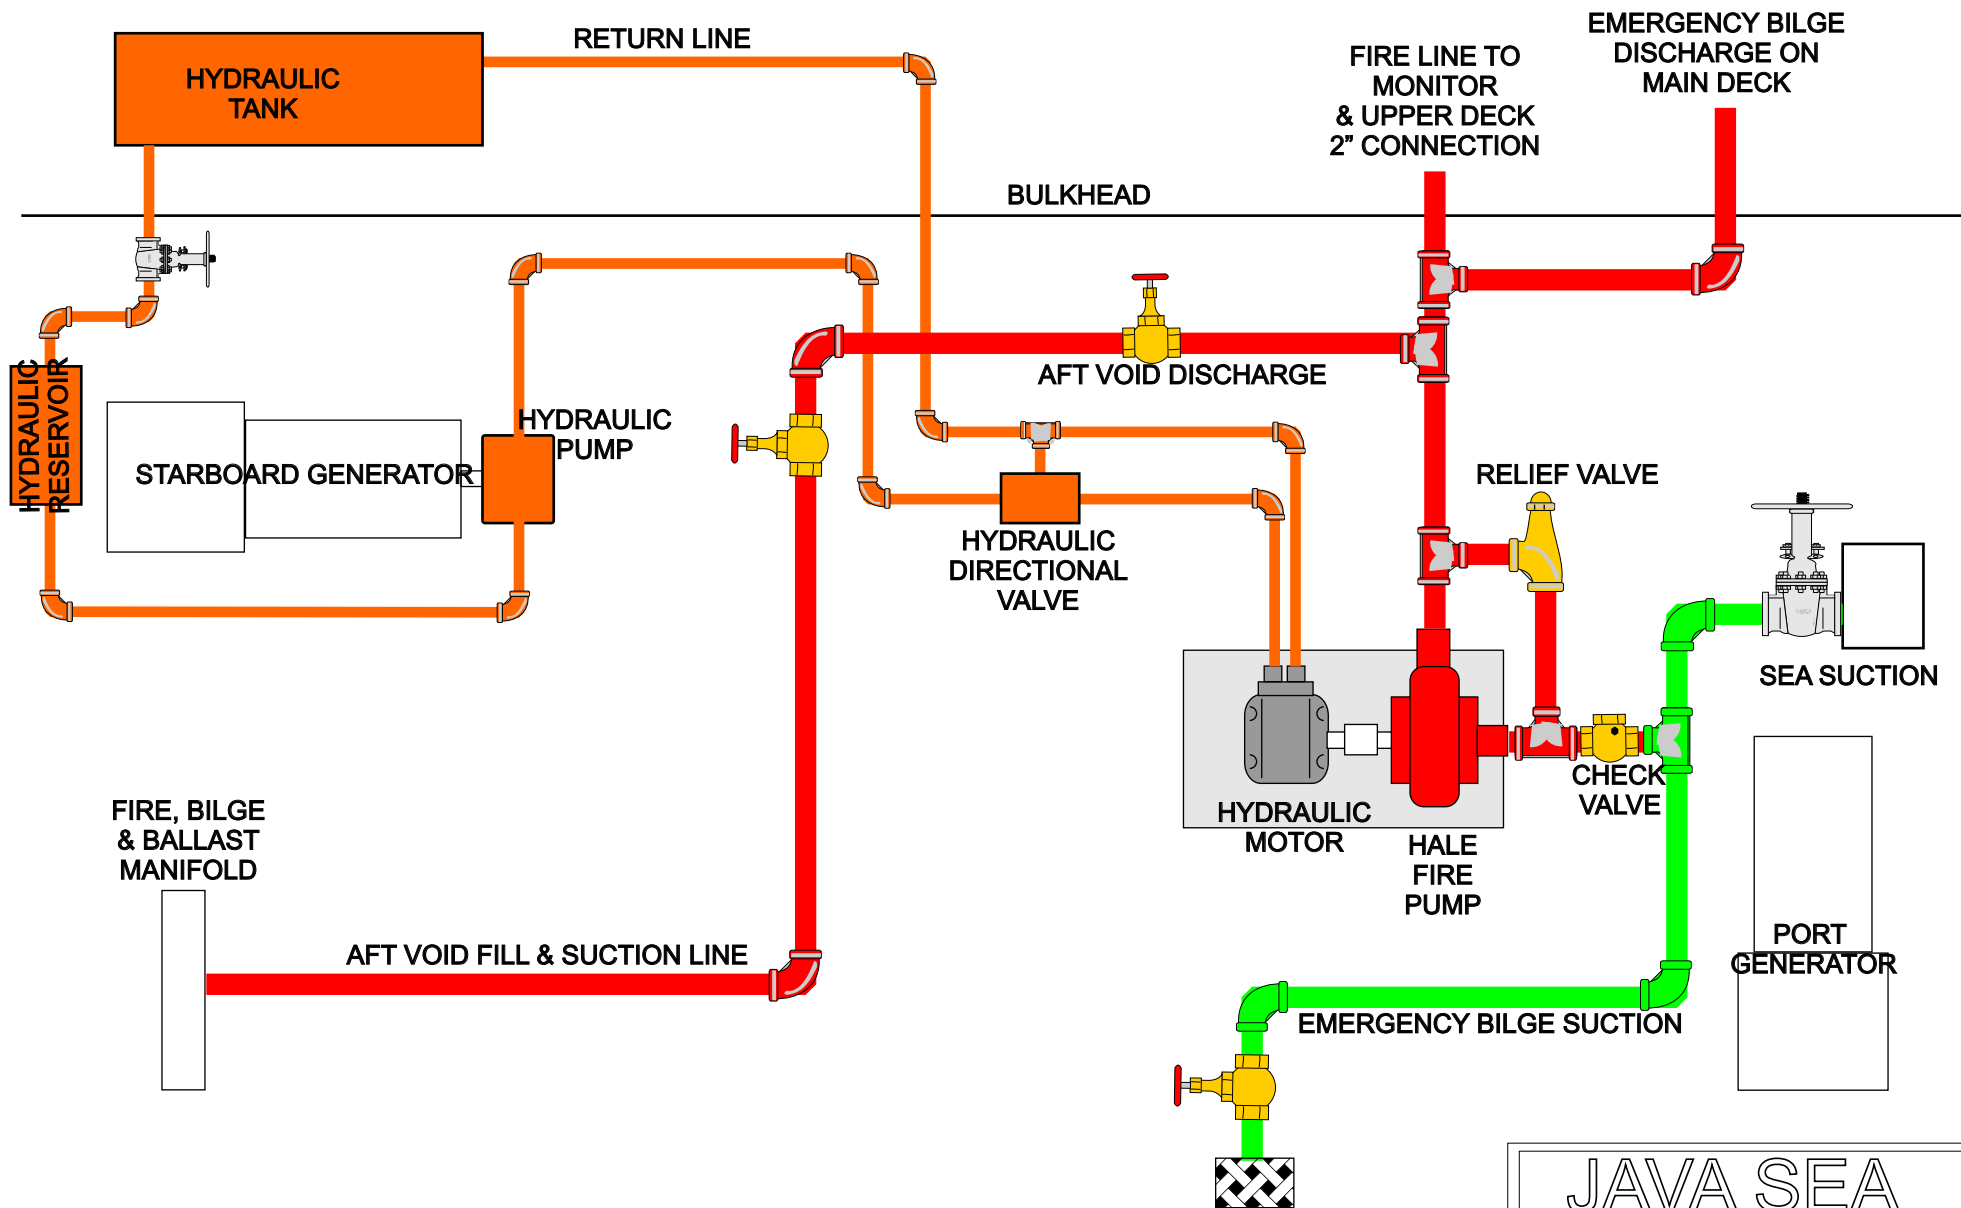 RETURN LINE
HYDRAULIC
TANK
FIRE LINE TO
MONITOR
& UPPER DECK
2” CONNECTION
EMERGENCY BILGE
DISCHARGE ON
MAIN DECK
BULKHEAD
AFT VOID DISCHARGE
HYDRAULIC
RESERVOIR
STARBOARD GENERATOR
HYDRAULIC
PUMP
RELIEF VALVE
HYDRAULIC
DIRECTIONAL
VALVE
SEA SUCTION
CHECK
VALVE
HYDRAULIC
MOTOR
HALE
FIRE
PUMP
FIRE, BILGE
& BALLAST
MANIFOLD
AFT VOID FILL & SUCTION LINE
PORT
GENERATOR
EMERGENCY BILGE SUCTION
JAVA SEA